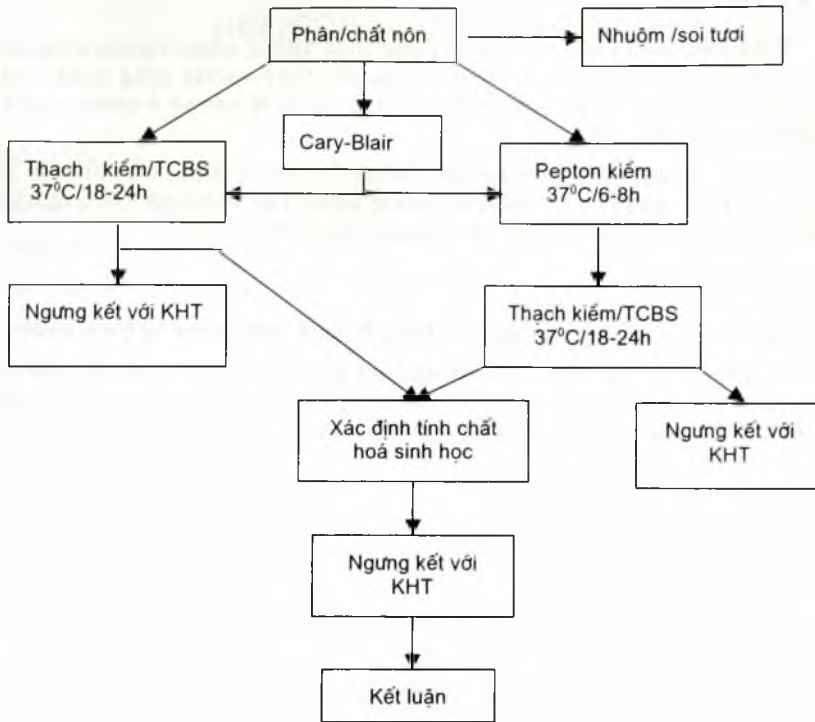 Phân/chất nôn
Nhuộm /soi tươi
Cary-Blair
Thạch kiềm/TCBS
37⁰C/18-24h
Pepton kiềm
37⁰C/6-8h
Ngưng kết với KHT
Thạch kiềm/TCBS
37⁰C/18-24h
Xác định tính chất
hoá sinh học
Ngưng kết với
KHT
Ngưng kết với
KHT
Kết luận